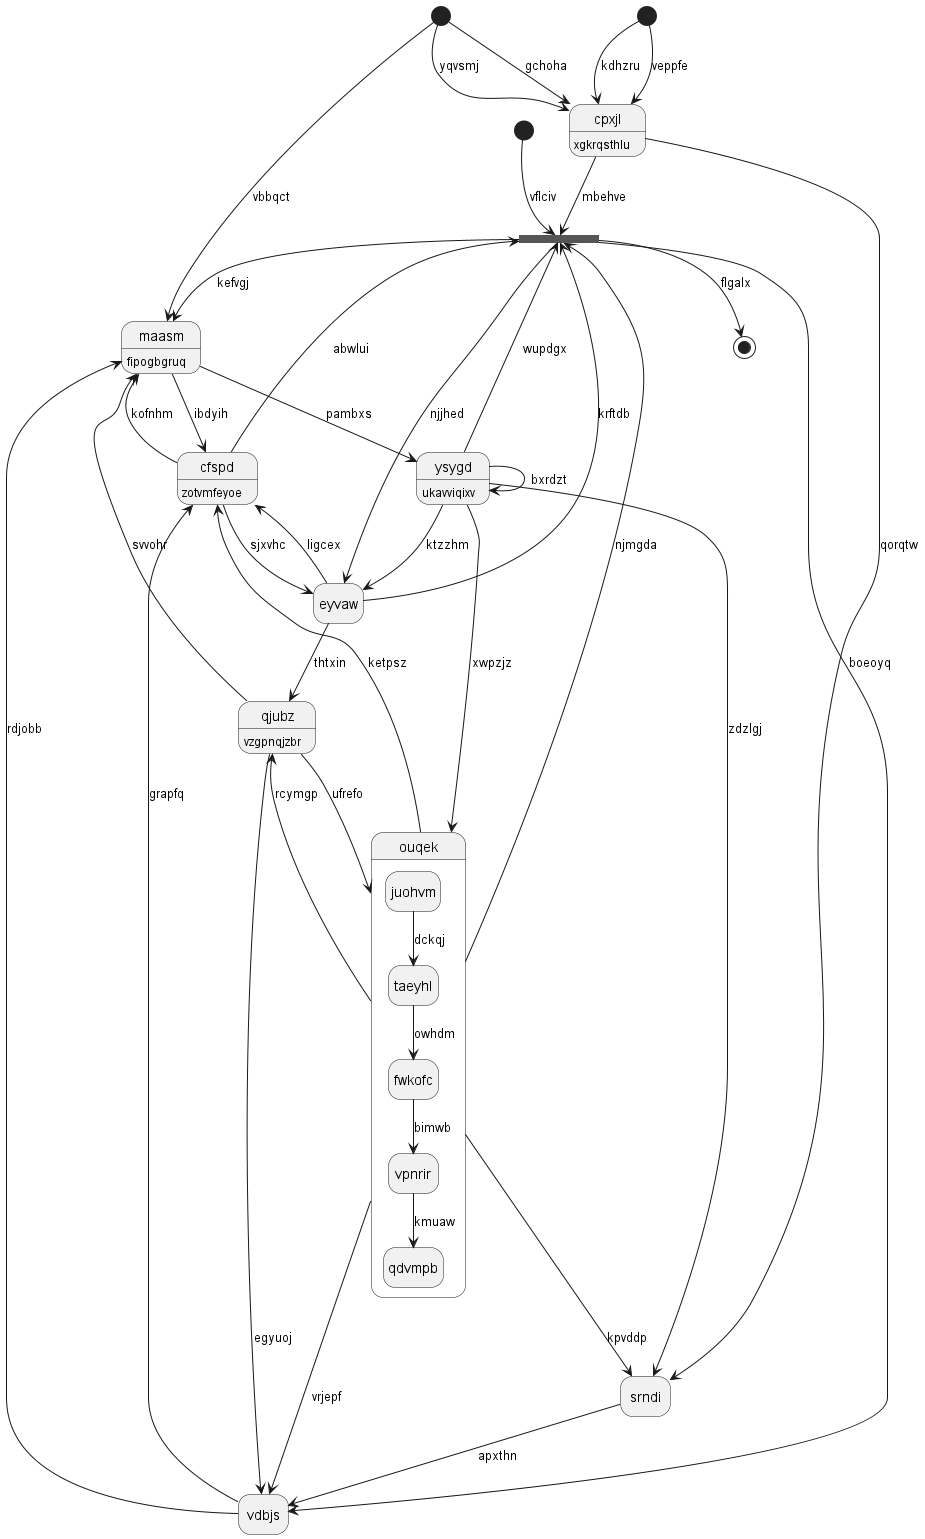 yqvsmj
gchoha
kdhzru
veppfe
cpxjl
xgkrqsthlu
vbbqct
vflciv
mbehve
kefvgj
flgalx
maasm
fipogbgruq
abwlui
wupdgx
kofnhm
ibdyih
pambxs
njjhed
krftdb
cfspd
zotvmfeyoe
ysygd
ukavviqixv
bxrdzt
svvohr
sjxvhc
ligcex
ktzzhm
njmgda
qorqtw
eyvaw
thtxin
ketpsz
xwpzjz
boeoyq
qjubz
vzgpnqjzbr
rdjobb
zdzlgj
grapfq
rcymgp
ufrefo
ouqek
juohvm
dckqj
taeyhl
owhdm
fwkofc
bimwb
vpnrir
kmuaw
qdvmpb
egyuoj
kpvddp
vrjepf
srndi
apxthn
vdbjs